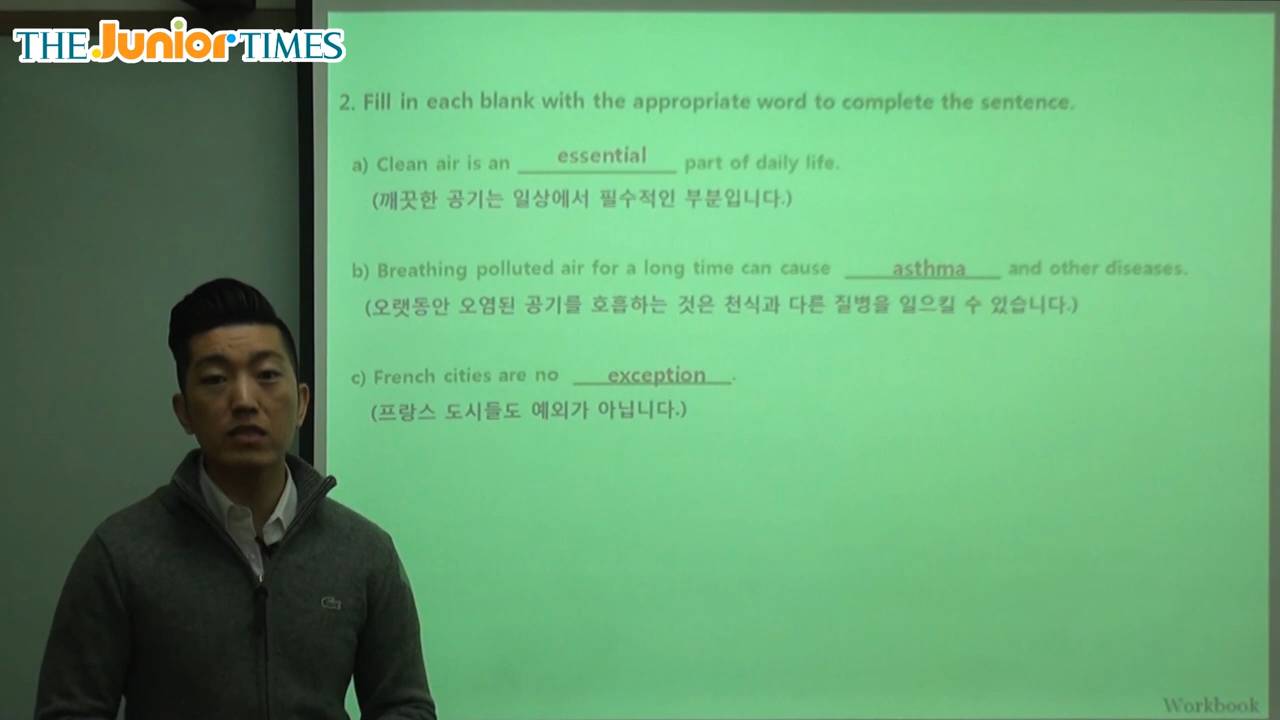 THE Junior TIMES
2. Fill in each blank with the appropriate word to complete the sentence.
a) Clean air is an essential part of daily life.
(깨끗한 공기는 일상에서 필수적인 부분입니다.)
b) Breathing polluted air for a long time can cause asthma and other diseases.
(오랫동안 오염된 공기를 호흡하는 것은 천식과 다른 질병을 일으킬 수 있습니다.)
c) French cities are no exception.
(프랑스 도시들도 예외가 아닙니다.)
Workbook